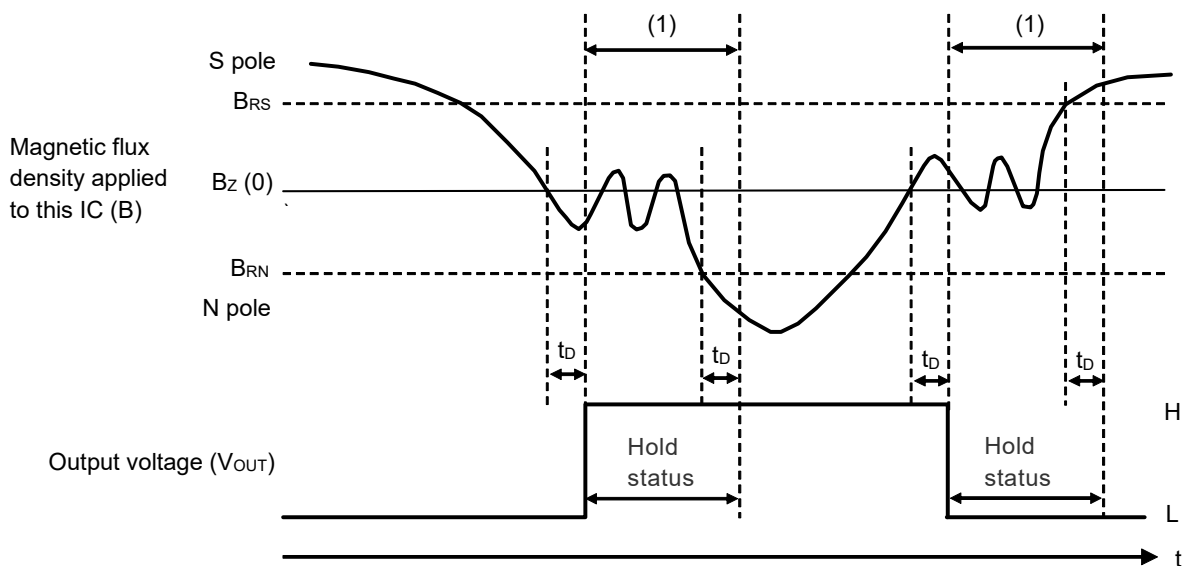 (1)
(1)
S pole
BRS
Magnetic flux
density applied
to this IC (B)
BZ (0)
BRN
N pole
tD
tD
tD
tD
H
Output voltage (VOUT)
Hold
status
Hold
status
L
t